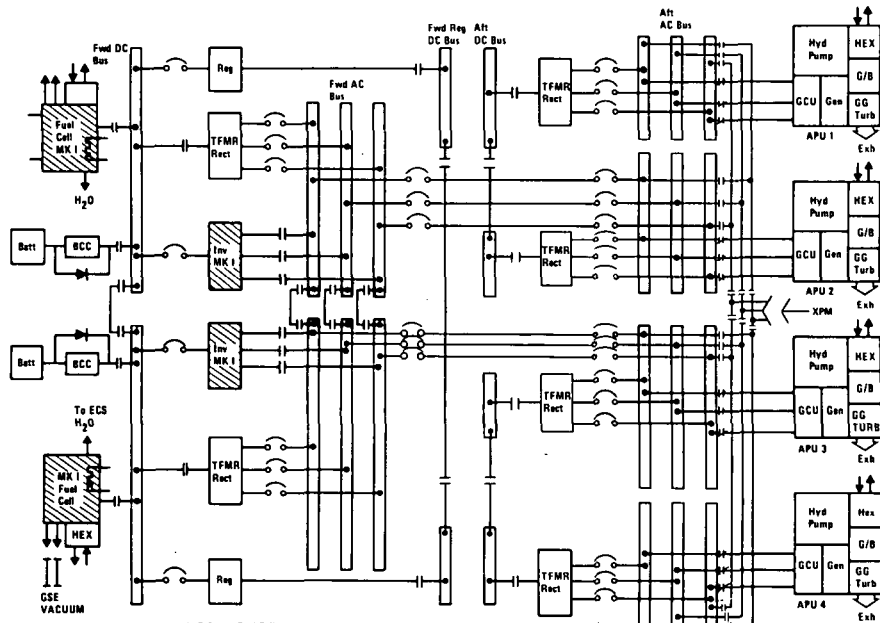 Fwd DC
Bus
Fwd Reg
DC Bus
Aft
DC Bus
Aft
AC Bus
Fwd AC
Bus
Fuel
Cell
MK I
H2O
Reg
TFMR
Rect
Batt
BCC
Inv
MK I
Batt
BCC
Inv
MK I
To ECS
H2O
MK I
Fuel
Cell
HEX
GSE
VACUUM
TFMR
Rect
Reg
TFMR
Rect
TFMR
Rect
TFMR
Rect
TFMR
Rect
XPM
Hyd
Pump
HEX
G/B
GCU
Gen
GG
Turb
APU 1
Exh
Hyd
Pump
HEX
G/B
GCU
Gen
GG
Turb
APU 2
Exh
Hyd
Pump
HEX
G/B
GCU
Gen
GG
TURB
APU 3
Exh
Hyd
Pump
Hex
G/B
GCU
Gen
GG
Turb
APU 4
Exh